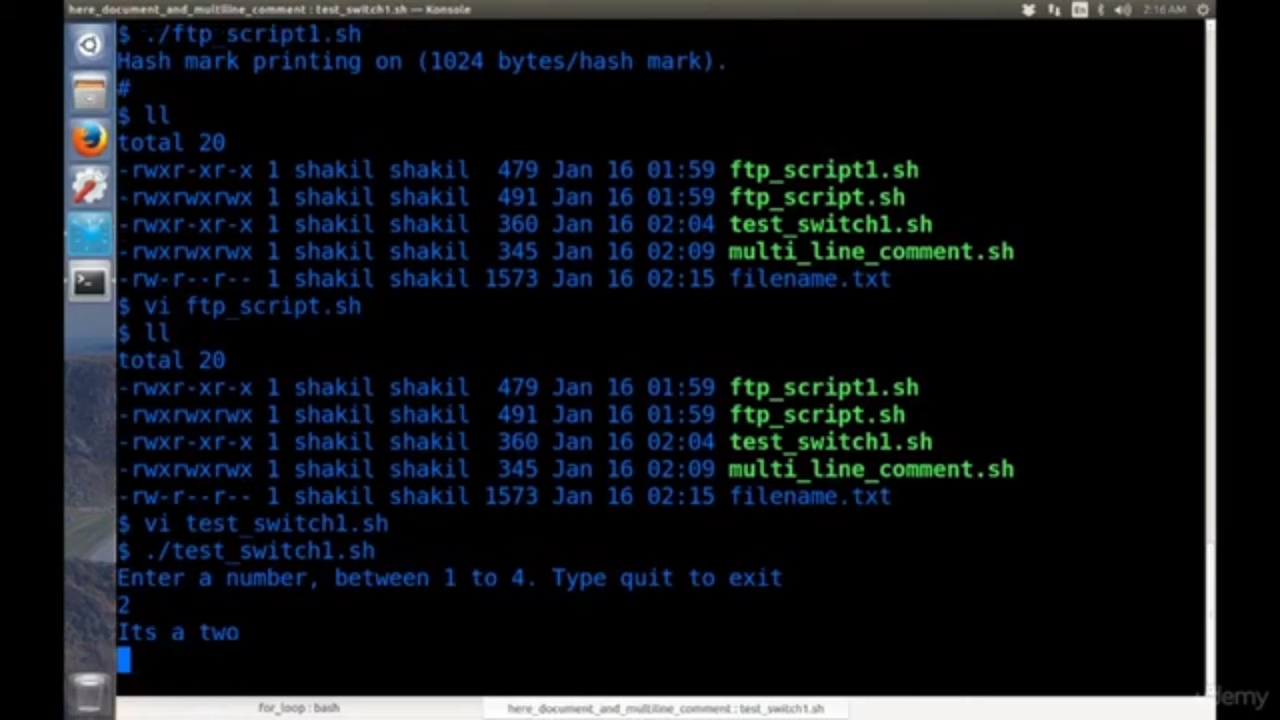 here_document_and_multiline_comment : test_switch1.sh — Konsole
En 2:16 AM
$ ./ftp_script1.sh
Hash mark printing on (1024 bytes/hash mark).
#
$ ll
total 20
-rwxr-xr-x 1 shakil shakil 479 Jan 16 01:59 ftp_script1.sh
-rwxrwxrwx 1 shakil shakil 491 Jan 16 01:59 ftp_script.sh
-rwxr-xr-x 1 shakil shakil 360 Jan 16 02:04 test_switch1.sh
-rwxrwxrwx 1 shakil shakil 345 Jan 16 02:09 multi_line_comment.sh
-rw-r--r-- 1 shakil shakil 1573 Jan 16 02:15 filename.txt
$ vi ftp_script.sh
$ ll
total 20
-rwxr-xr-x 1 shakil shakil 479 Jan 16 01:59 ftp_script1.sh
-rwxrwxrwx 1 shakil shakil 491 Jan 16 01:59 ftp_script.sh
-rwxr-xr-x 1 shakil shakil 360 Jan 16 02:04 test_switch1.sh
-rwxrwxrwx 1 shakil shakil 345 Jan 16 02:09 multi_line_comment.sh
-rw-r--r-- 1 shakil shakil 1573 Jan 16 02:15 filename.txt
$ vi test_switch1.sh
$ ./test_switch1.sh
Enter a number, between 1 to 4. Type quit to exit
2
Its a two
for_loop : bash
here_document_and_multiline_comment : test_switch1.sh
udemy